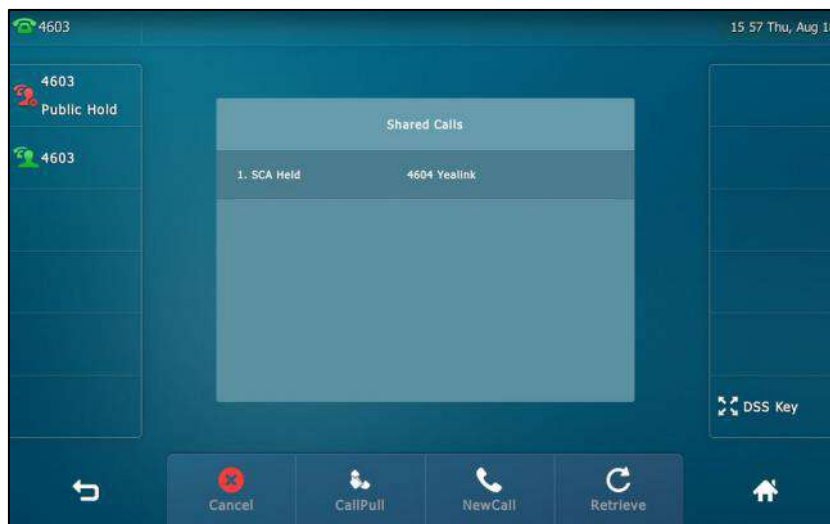 4603
15 57 Thu, Aug
4603
Public Hold
4603
Shared Calls
1. SCA Held 4604 Yealink
DSS Key
Cancel CallPull NewCall Retrieve